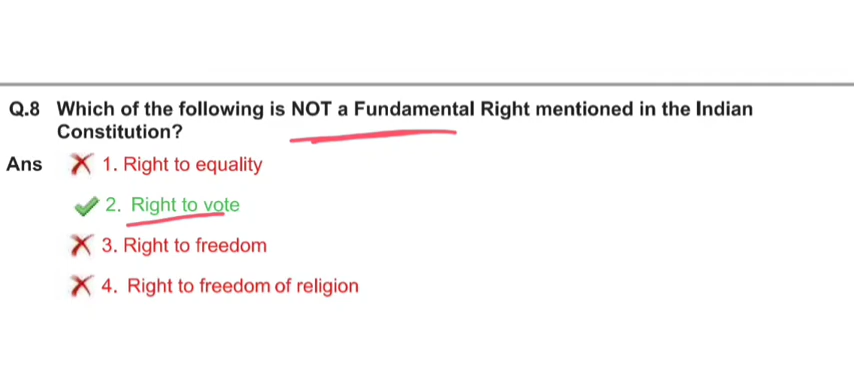 Q.8 Which of the following is NOT a Fundamental Right mentioned in the Indian
Constitution?
Ans 1. Right to equality
2. Right to vote
3. Right to freedom
4. Right to freedom of religion